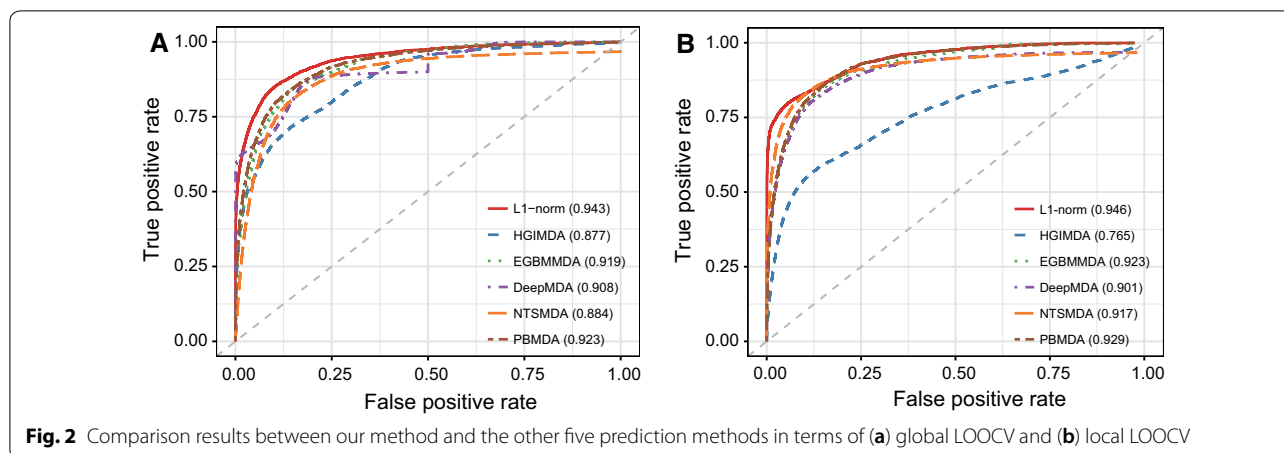 A
True positive rate
1.00
0.75
0.50
0.25
0.00
L1−norm (0.943)
HGIMDA (0.877)
EGBMMDA (0.919)
DeepMDA (0.908)
NTSMDA (0.884)
PBMDA (0.923)
0.00 0.25 0.50 0.75 1.00
False positive rate
B
True positive rate
1.00
0.75
0.50
0.25
0.00
L1−norm (0.946)
HGIMDA (0.765)
EGBMMDA (0.923)
DeepMDA (0.901)
NTSMDA (0.917)
PBMDA (0.929)
0.00 0.25 0.50 0.75 1.00
False positive rate
Fig. 2 Comparison results between our method and the other five prediction methods in terms of (a) global LOOCV and (b) local LOOCV